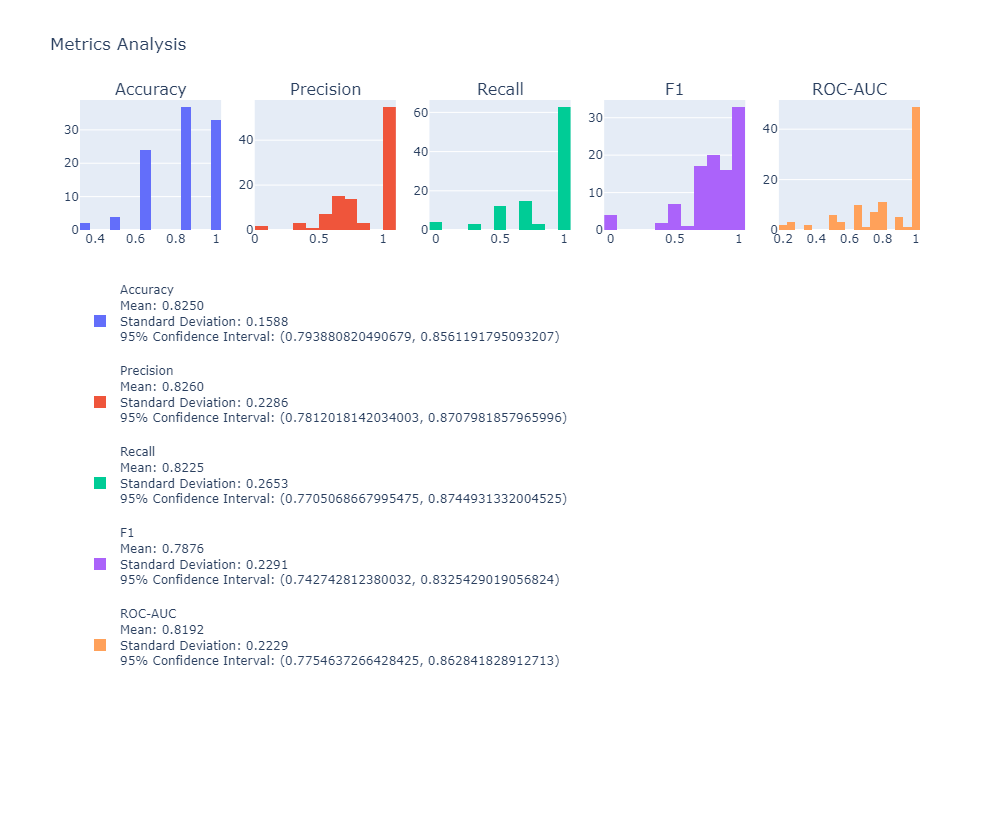 Metrics Analysis
Accuracy Precision Recall F1 ROC-AUC
30
20
10
0
0.4 0.6 0.8 1
40
20
0
0 0.5 1
60
40
20
0
0 0.5 1
30
20
10
0
0 0.5 1
40
20
0
0.2 0.4 0.6 0.8 1
Accuracy
Mean: 0.8250
Standard Deviation: 0.1588
95% Confidence Interval: (0.793880820490679, 0.8561191795093207)
Precision
Mean: 0.8260
Standard Deviation: 0.2286
95% Confidence Interval: (0.7812018142034003, 0.8707981857965996)
Recall
Mean: 0.8225
Standard Deviation: 0.2653
95% Confidence Interval: (0.7705068667995475, 0.8744931332004525)
F1
Mean: 0.7876
Standard Deviation: 0.2291
95% Confidence Interval: (0.742742812380032, 0.8325429019056824)
ROC-AUC
Mean: 0.8192
Standard Deviation: 0.2229
95% Confidence Interval: (0.7754637266428425, 0.862841828912713)